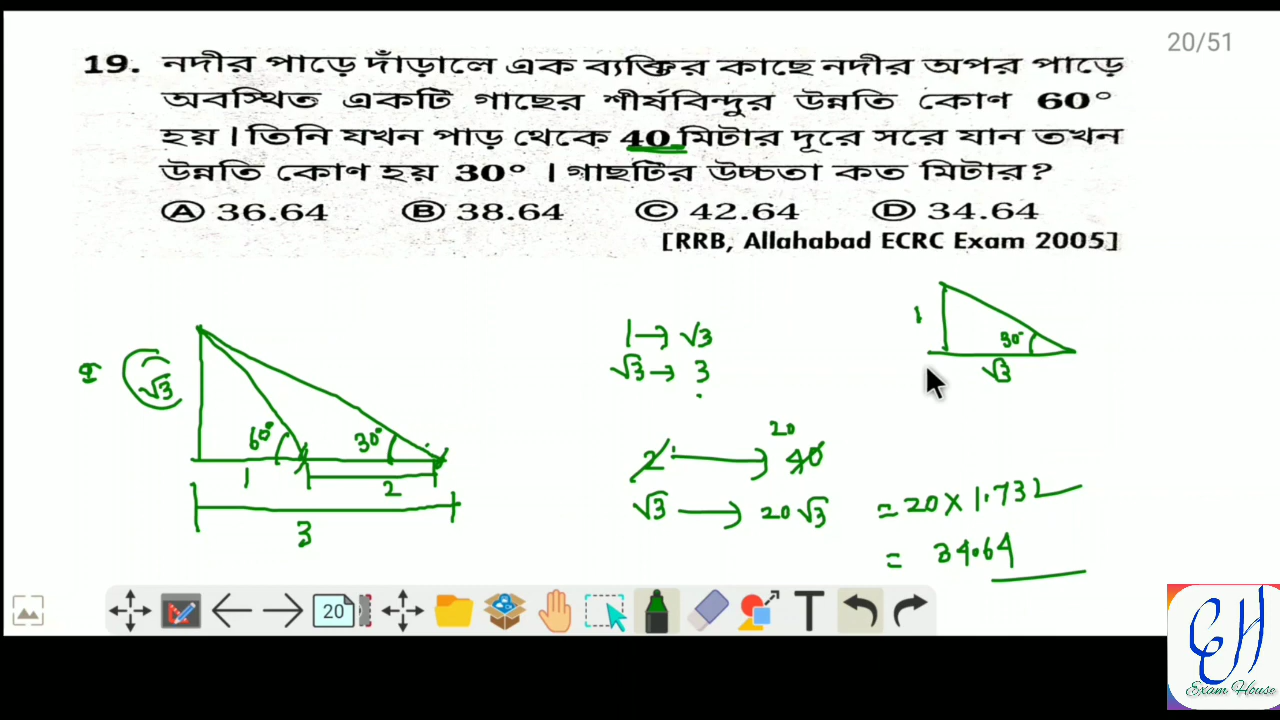 20/51
19. নদীর পাড়ে দাঁড়ালে এক ব্যক্তির কাছে নদীর অপর পাড়ে
অবস্থিত একটি গাছের শীর্ষবিন্দুর উন্নতি কোণ 60°
হয়। তিনি যখন পাড় থেকে 40 মিটার দূরে সরে যান তখন
উন্নতি কোণ হয় 30° । গাছটির উচ্চতা কত মিটার?
Ⓐ 36.64 Ⓑ 38.64 Ⓒ 42.64 Ⓓ 34.64
[RRB, Allahabad ECRC Exam 2005]
1 → √3
√3 → 3
1 30° √3
√3 60° 30°
1 2
3
20
2 → 40
√3 → 20√3
= 20 × 1.732
= 34.64
20
T
EH
Exam House